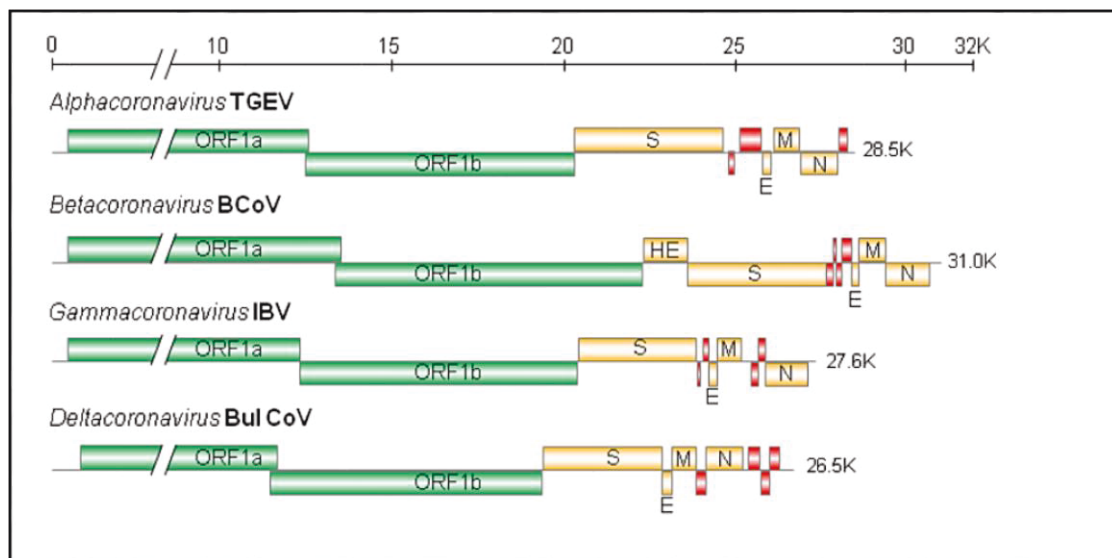 0 10 15 20 25 30 32K
Alphacoronavirus TGEV
ORF1a S M
28.5K
ORF1b N
E
Betacoronavirus BCoV
ORF1a HE M
31.0K
ORF1b S N
E
Gammacoronavirus IBV
ORF1a S M
27.6K
ORF1b N
E
Deltacoronavirus Bul CoV
ORF1a S M N
26.5K
ORF1b
E